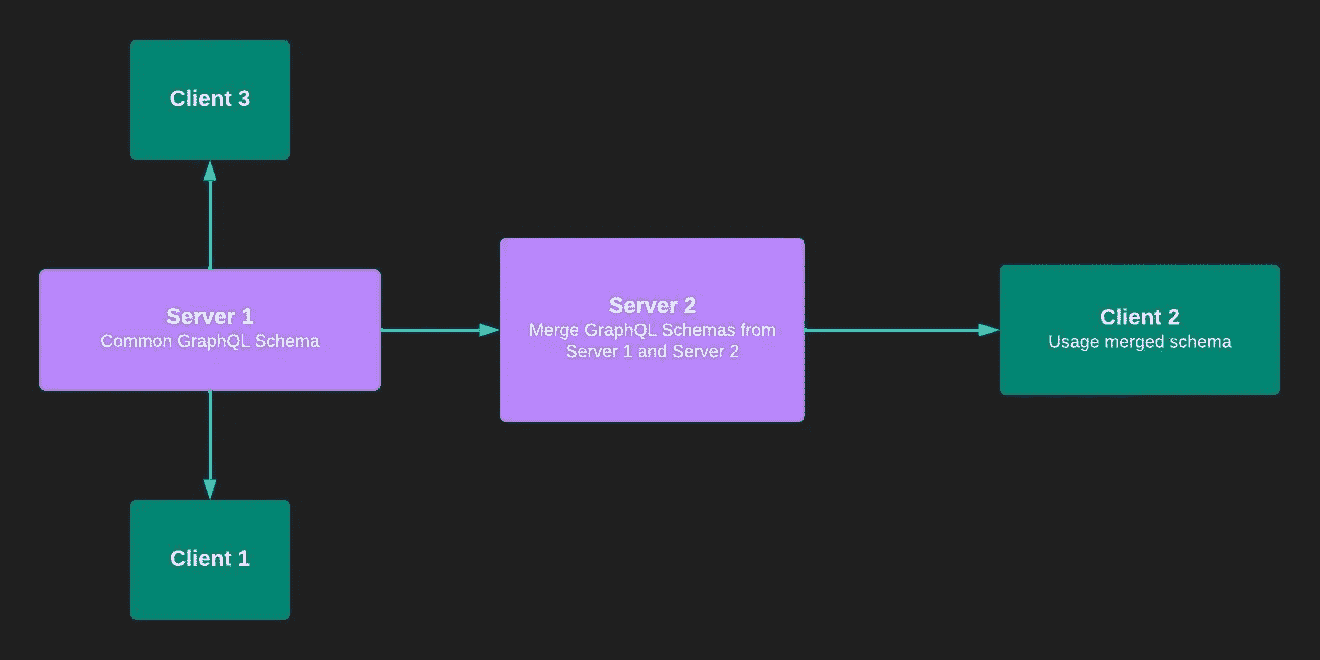 Client 3
Server 1
Common GraphQL Schema
Server 2
Merge GraphQL Schemas from
Server 1 and Server 2
Client 2
Usage merged schema
Client 1